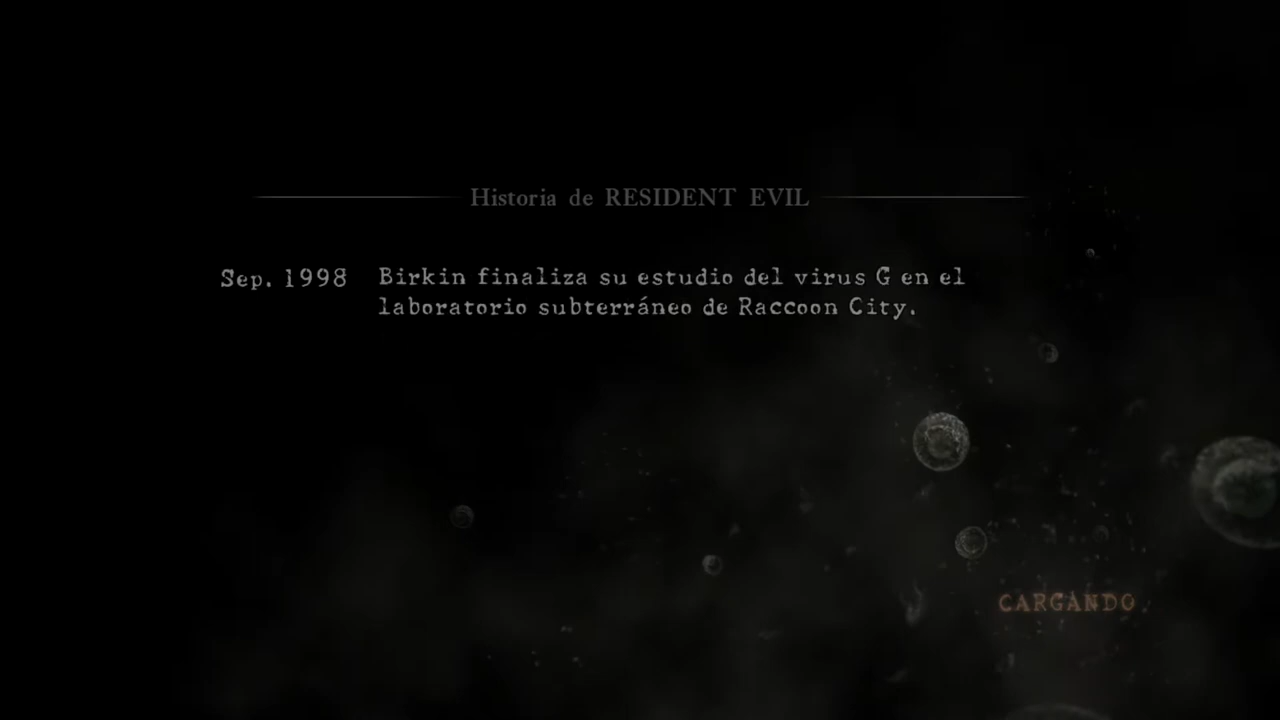 Historia de RESIDENT EVIL
Sep. 1998 Birkin finaliza su estudio del virus G en el
laboratorio subterráneo de Raccoon City.
CARGANDO